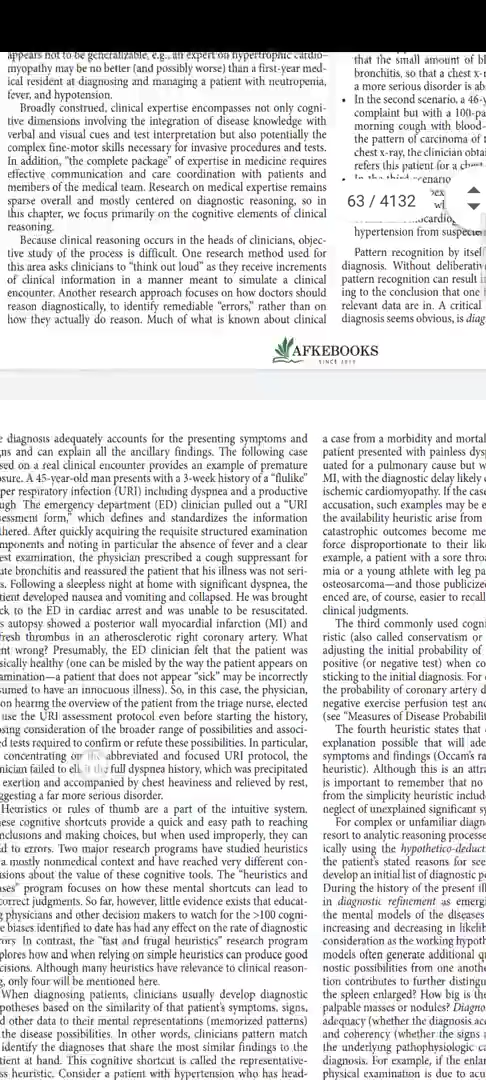 appears not to be generalizable, e.g., an expert on hypertrophic cardio-
myopathy may be no better (and possibly worse) than a first-year med-
ical resident at diagnosing and managing a patient with neutropenia,
fever, and hypotension.
Broadly construed, clinical expertise encompasses not only cogni-
tive dimensions involving the integration of disease knowledge with
verbal and visual cues and test interpretation but also potentially the
complex fine-motor skills necessary for invasive procedures and tests.
In addition, “the complete package” of expertise in medicine requires
effective communication and care coordination with patients and
members of the medical team. Research on medical expertise remains
sparse overall and mostly centered on diagnostic reasoning, so in
this chapter, we focus primarily on the cognitive elements of clinical
reasoning.
Because clinical reasoning occurs in the heads of clinicians, objec-
tive study of the process is difficult. One research method used for
this area asks clinicians to “think out loud” as they receive increments
of clinical information in a manner meant to simulate a clinical
encounter. Another research approach focuses on how doctors should
reason diagnostically, to identify remediable “errors,” rather than on
how they actually do reason. Much of what is known about clinical
that the small amount of bl
bronchitis, so that a chest x-r
a more serious disorder is ab
• In the second scenario, a 46-y
complaint but with a 100-pa
morning cough with blood-
the pattern of carcinoma of t
chest x-ray, the clinician obtai
refers this patient for a
63 / 4132
hypertension from suspecte
Pattern recognition by itself
diagnosis. Without deliberativ
pattern recognition can result i
ing to the conclusion that one
relevant data are in. A critical
diagnosis seems obvious, is diag
AFKEBOOKS
e diagnosis adequately accounts for the presenting symptoms and
ns and can explain all the ancillary findings. The following case
sed on a real clinical encounter provides an example of premature
osure. A 45-year-old man presents with a 3-week history of a “flulike”
per respiratory infection (URI) including dyspnea and a productive
ugh. The emergency department (ED) clinician pulled out a “URI
sessment form,” which defines and standardizes the information
thered. After quickly acquiring the requisite structured examination
mponents and noting in particular the absence of fever and a clear
est examination, the physician prescribed a cough suppressant for
ute bronchitis and reassured the patient that his illness was not seri-
s. Following a sleepless night at home with significant dyspnea, the
tient developed nausea and vomiting and collapsed. He was brought
ck to the ED in cardiac arrest and was unable to be resuscitated.
s autopsy showed a posterior wall myocardial infarction (MI) and
fresh thrombus in an atherosclerotic right coronary artery. What
ent wrong? Presumably, the ED clinician felt that the patient was
sically healthy (one can be misled by the way the patient appears on
amination—a patient that does not appear “sick” may be incorrectly
sumed to have an innocuous illness). So, in this case, the physician,
on hearing the overview of the patient from the triage nurse, elected
use the URI assessment protocol even before starting the history,
osing consideration of the broader range of possibilities and associ-
ed tests required to confirm or refute these possibilities. In particular,
concentrating on the abbreviated and focused URI protocol, the
nician failed to the full dyspnea history, which was precipitated
exertion and accompanied by chest heaviness and relieved by rest,
ggesting a far more serious disorder.
Heuristics or rules of thumb are a part of the intuitive system.
ese cognitive shortcuts provide a quick and easy path to reaching
nclusions and making choices, but when used improperly, they can
d to errors. Two major research programs have studied heuristics
a mostly nonmedical context and have reached very different con-
usions about the value of these cognitive tools. The “heuristics and
ases” program focuses on how these mental shortcuts can lead to
correct judgments. So far, however, little evidence exists that educat-
g physicians and other decision makers to watch for the >100 cogni-
e biases identified to date has had any effect on the rate of diagnostic
rors. In contrast, the “fast and frugal heuristics” research program
plores how and when relying on simple heuristics can produce good
cisions. Although many heuristics have relevance to clinical reason-
g, only four will be mentioned here.
When diagnosing patients, clinicians usually develop diagnostic
potheses based on the similarity of that patient’s symptoms, signs,
d other data to their mental representations (memorized patterns)
the disease possibilities. In other words, clinicians pattern match
identify the diagnoses that share the most similar findings to the
tient at hand. This cognitive shortcut is called the representative-
ss heuristic. Consider a patient with hypertension who has head-
a case from a morbidity and mortal
patient presented with painless dysp
uated for a pulmonary cause but w
MI, with the diagnostic delay likely c
ischemic cardiomyopathy. If the case
accusation, such examples may be e
the availability heuristic arise from
catastrophic outcomes become me
force disproportionate to their like
example, a patient with a sore throa
mia or a young athlete with leg pa
osteosarcoma—and those publicized
enced are, of course, easier to recall
clinical judgments.
The third commonly used cogni
ristic (also called conservatism or
adjusting the initial probability of
positive (or negative test) when co
sticking to the initial diagnosis. For
the probability of coronary artery d
negative exercise perfusion test and
(see “Measures of Disease Probabilit
The fourth heuristic states that
explanation possible that will ade
symptoms and findings (Occam’s ra
heuristic). Although this is an attra
is important to remember that no
from the simplicity heuristic include
neglect of unexplained significant sy
For complex or unfamiliar diagn
resort to analytic reasoning processe
ically using the hypothetico-deduct
the patient’s stated reasons for see
develop an initial list of diagnostic p
During the history of the present ill
in diagnostic refinement as emergi
the mental models of the diseases
increasing and decreasing in likelih
consideration as the working hypoth
models often generate additional q
nostic possibilities from one anothe
tion contributes to further distingu
the spleen enlarged? How big is the
palpable masses or nodules? Diagno
adequacy (whether the diagnosis acc
and coherency (whether the signs a
the underlying pathophysiologic ca
diagnosis. For example, if the enlar
physical examination is due to acu